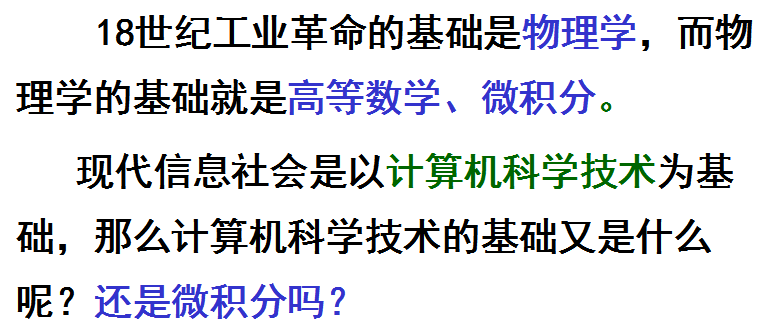 18世纪工业革命的基础是物理学，而物
理学的基础就是高等数学、微积分。
现代信息社会是以计算机科学技术为基
础，那么计算机科学技术的基础又是什么
呢？还是微积分吗？